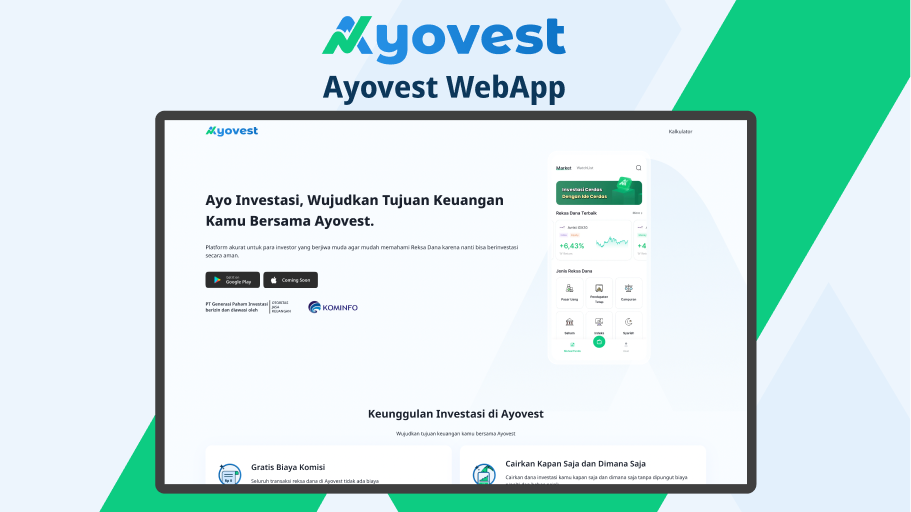 Ayovest
Ayovest WebApp
Ayovest
Kalkulator
Ayo Investasi, Wujudkan Tujuan Keuangan
Kamu Bersama Ayovest.
Platform akurat untuk para investor yang berjiwa muda agar mudah memahami Reksa Dana karena nanti bisa berinvestasi
secara aman.
Google Play
Coming Soon
PT Generasi Paham Investasi
berizin dan diawasi oleh
OTORITAS
JASA
KEUANGAN
KOMINFO
Market
Investasi Cerdas
Dengan Ide Cerdas
Reksa Dana Terbaik
+6,43%
+4
Jenis Reksa Dana
Pasar Uang
Pendapatan
Tetap
Campuran
Saham
Indeks
Syariah
Keunggulan Investasi di Ayovest
Wujudkan tujuan keuangan kamu bersama Ayovest
Gratis Biaya Komisi
Seluruh transaksi reksa dana di Ayovest tidak ada biaya
Cairkan Kapan Saja dan Dimana Saja
Cairkan dana investasi kamu kapan saja dan dimana saja tanpa dipungut biaya